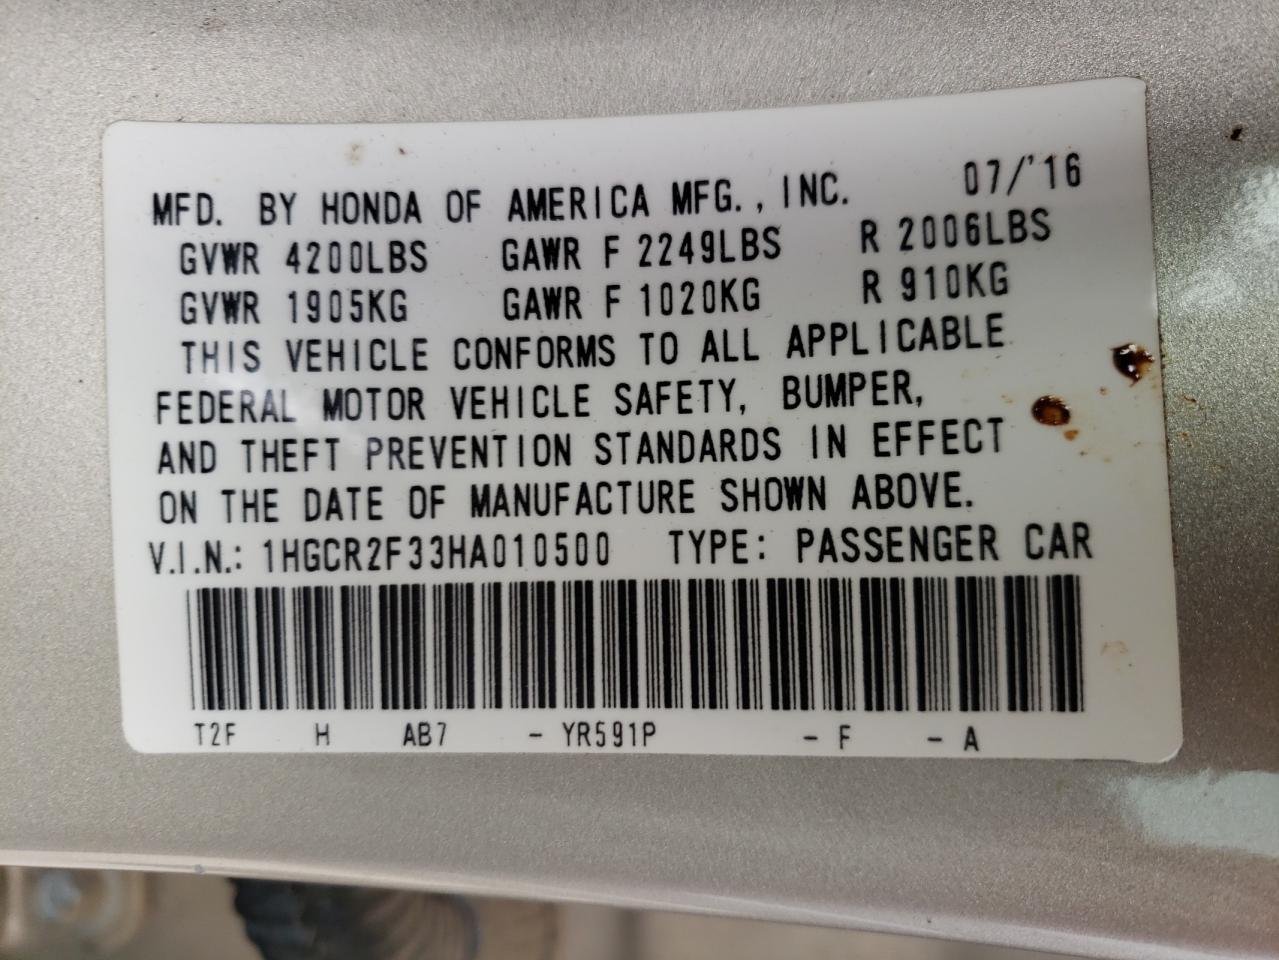 MFD. BY HONDA OF AMERICA MFG., INC. 07/'16
GVWR 4200LBS GAWR F 2249LBS R 2006LBS
GVWR 1905KG GAWR F 1020KG R 910KG
THIS VEHICLE CONFORMS TO ALL APPLICABLE
FEDERAL MOTOR VEHICLE SAFETY, BUMPER,
AND THEFT PREVENTION STANDARDS IN EFFECT
ON THE DATE OF MANUFACTURE SHOWN ABOVE.
V.I.N.: 1HGCR2F33HA010500 TYPE: PASSENGER CAR
T2F H AB7 - YR591P - F - A